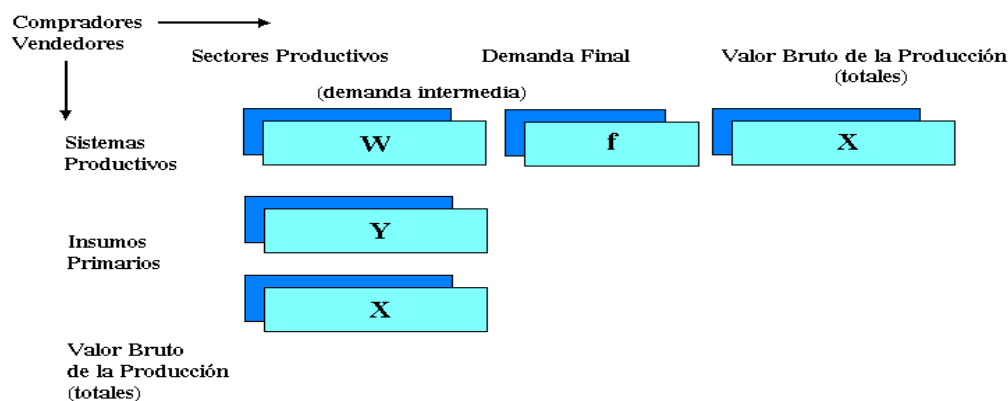 Compradores
Vendedores
Sectores Productivos
Demanda Final
Valor Bruto de la Producción
(totales)
(demanda intermedia)
Sistemas
Productivos
W
f
X
Insumos
Primarios
Y
X
Valor Bruto
de la Producción
(totales)